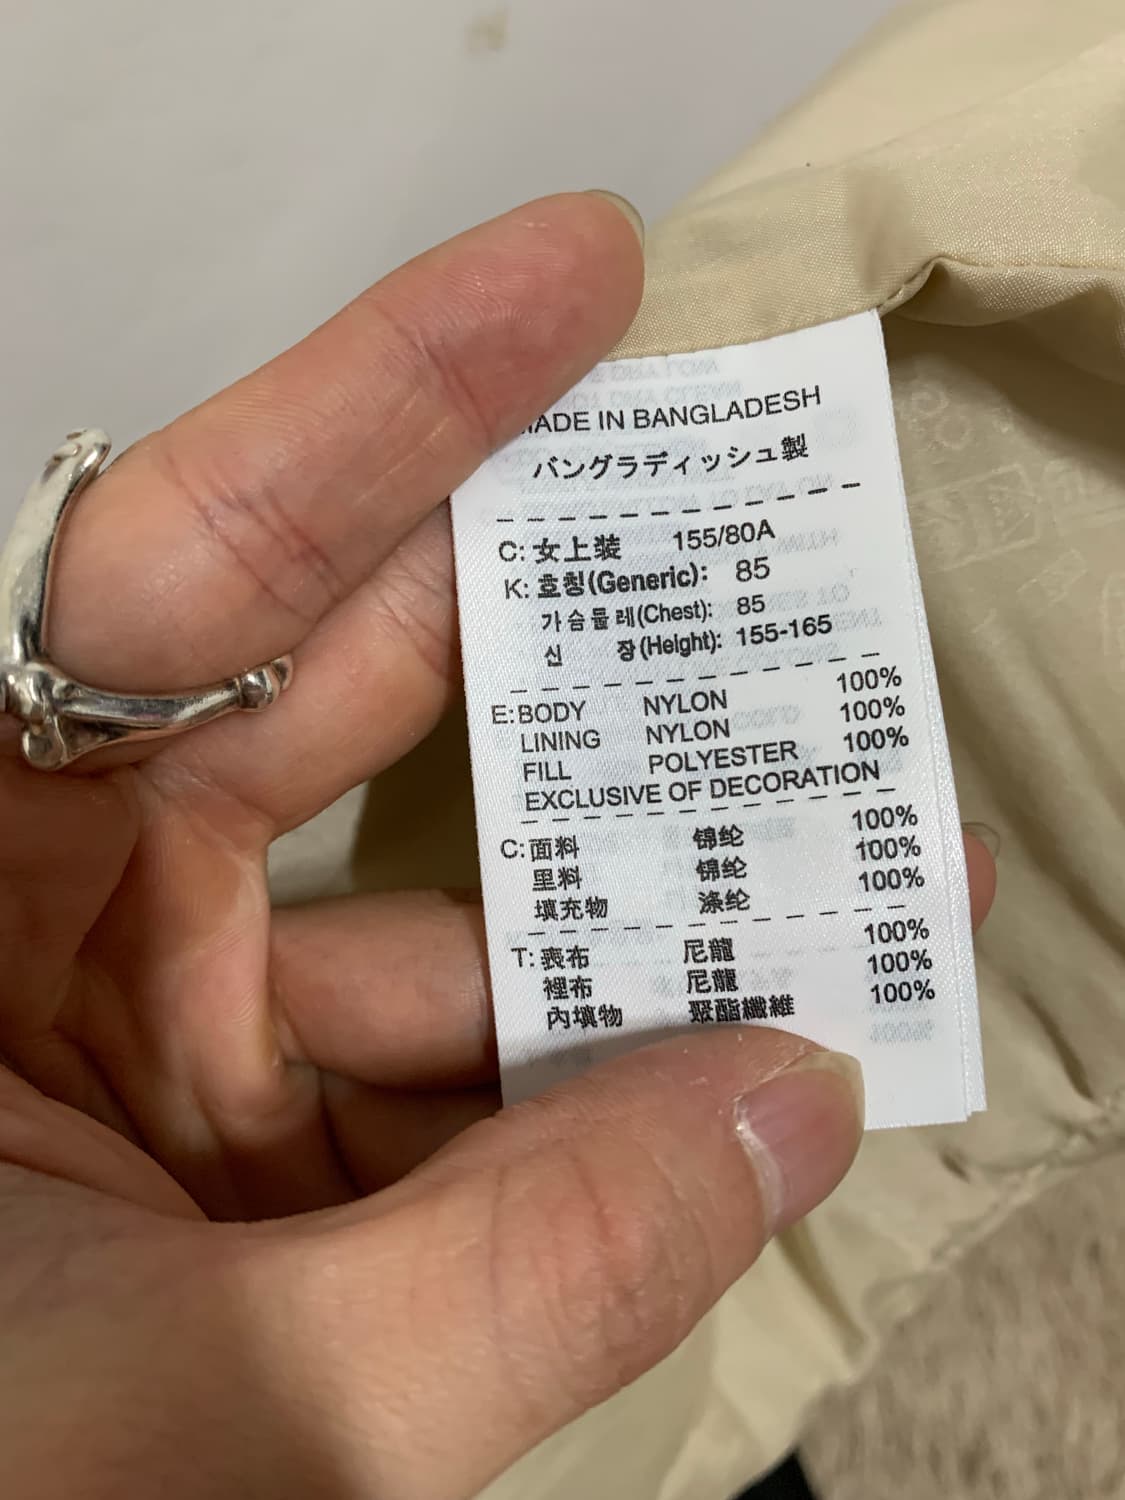 MADE IN BANGLADESH
バングラディッシュ製
C: 女上装 155/80A
K: 호칭(Generic): 85
가슴둘레(Chest): 85
신 장(Height): 155-165
E: BODY NYLON 100%
LINING NYLON 100%
FILL POLYESTER 100%
EXCLUSIVE OF DECORATION
C: 面料 锦纶 100%
里料 锦纶 100%
填充物 涤纶 100%
T: 表布 尼龍 100%
裡布 尼龍 100%
內填物 聚酯纖維 100%